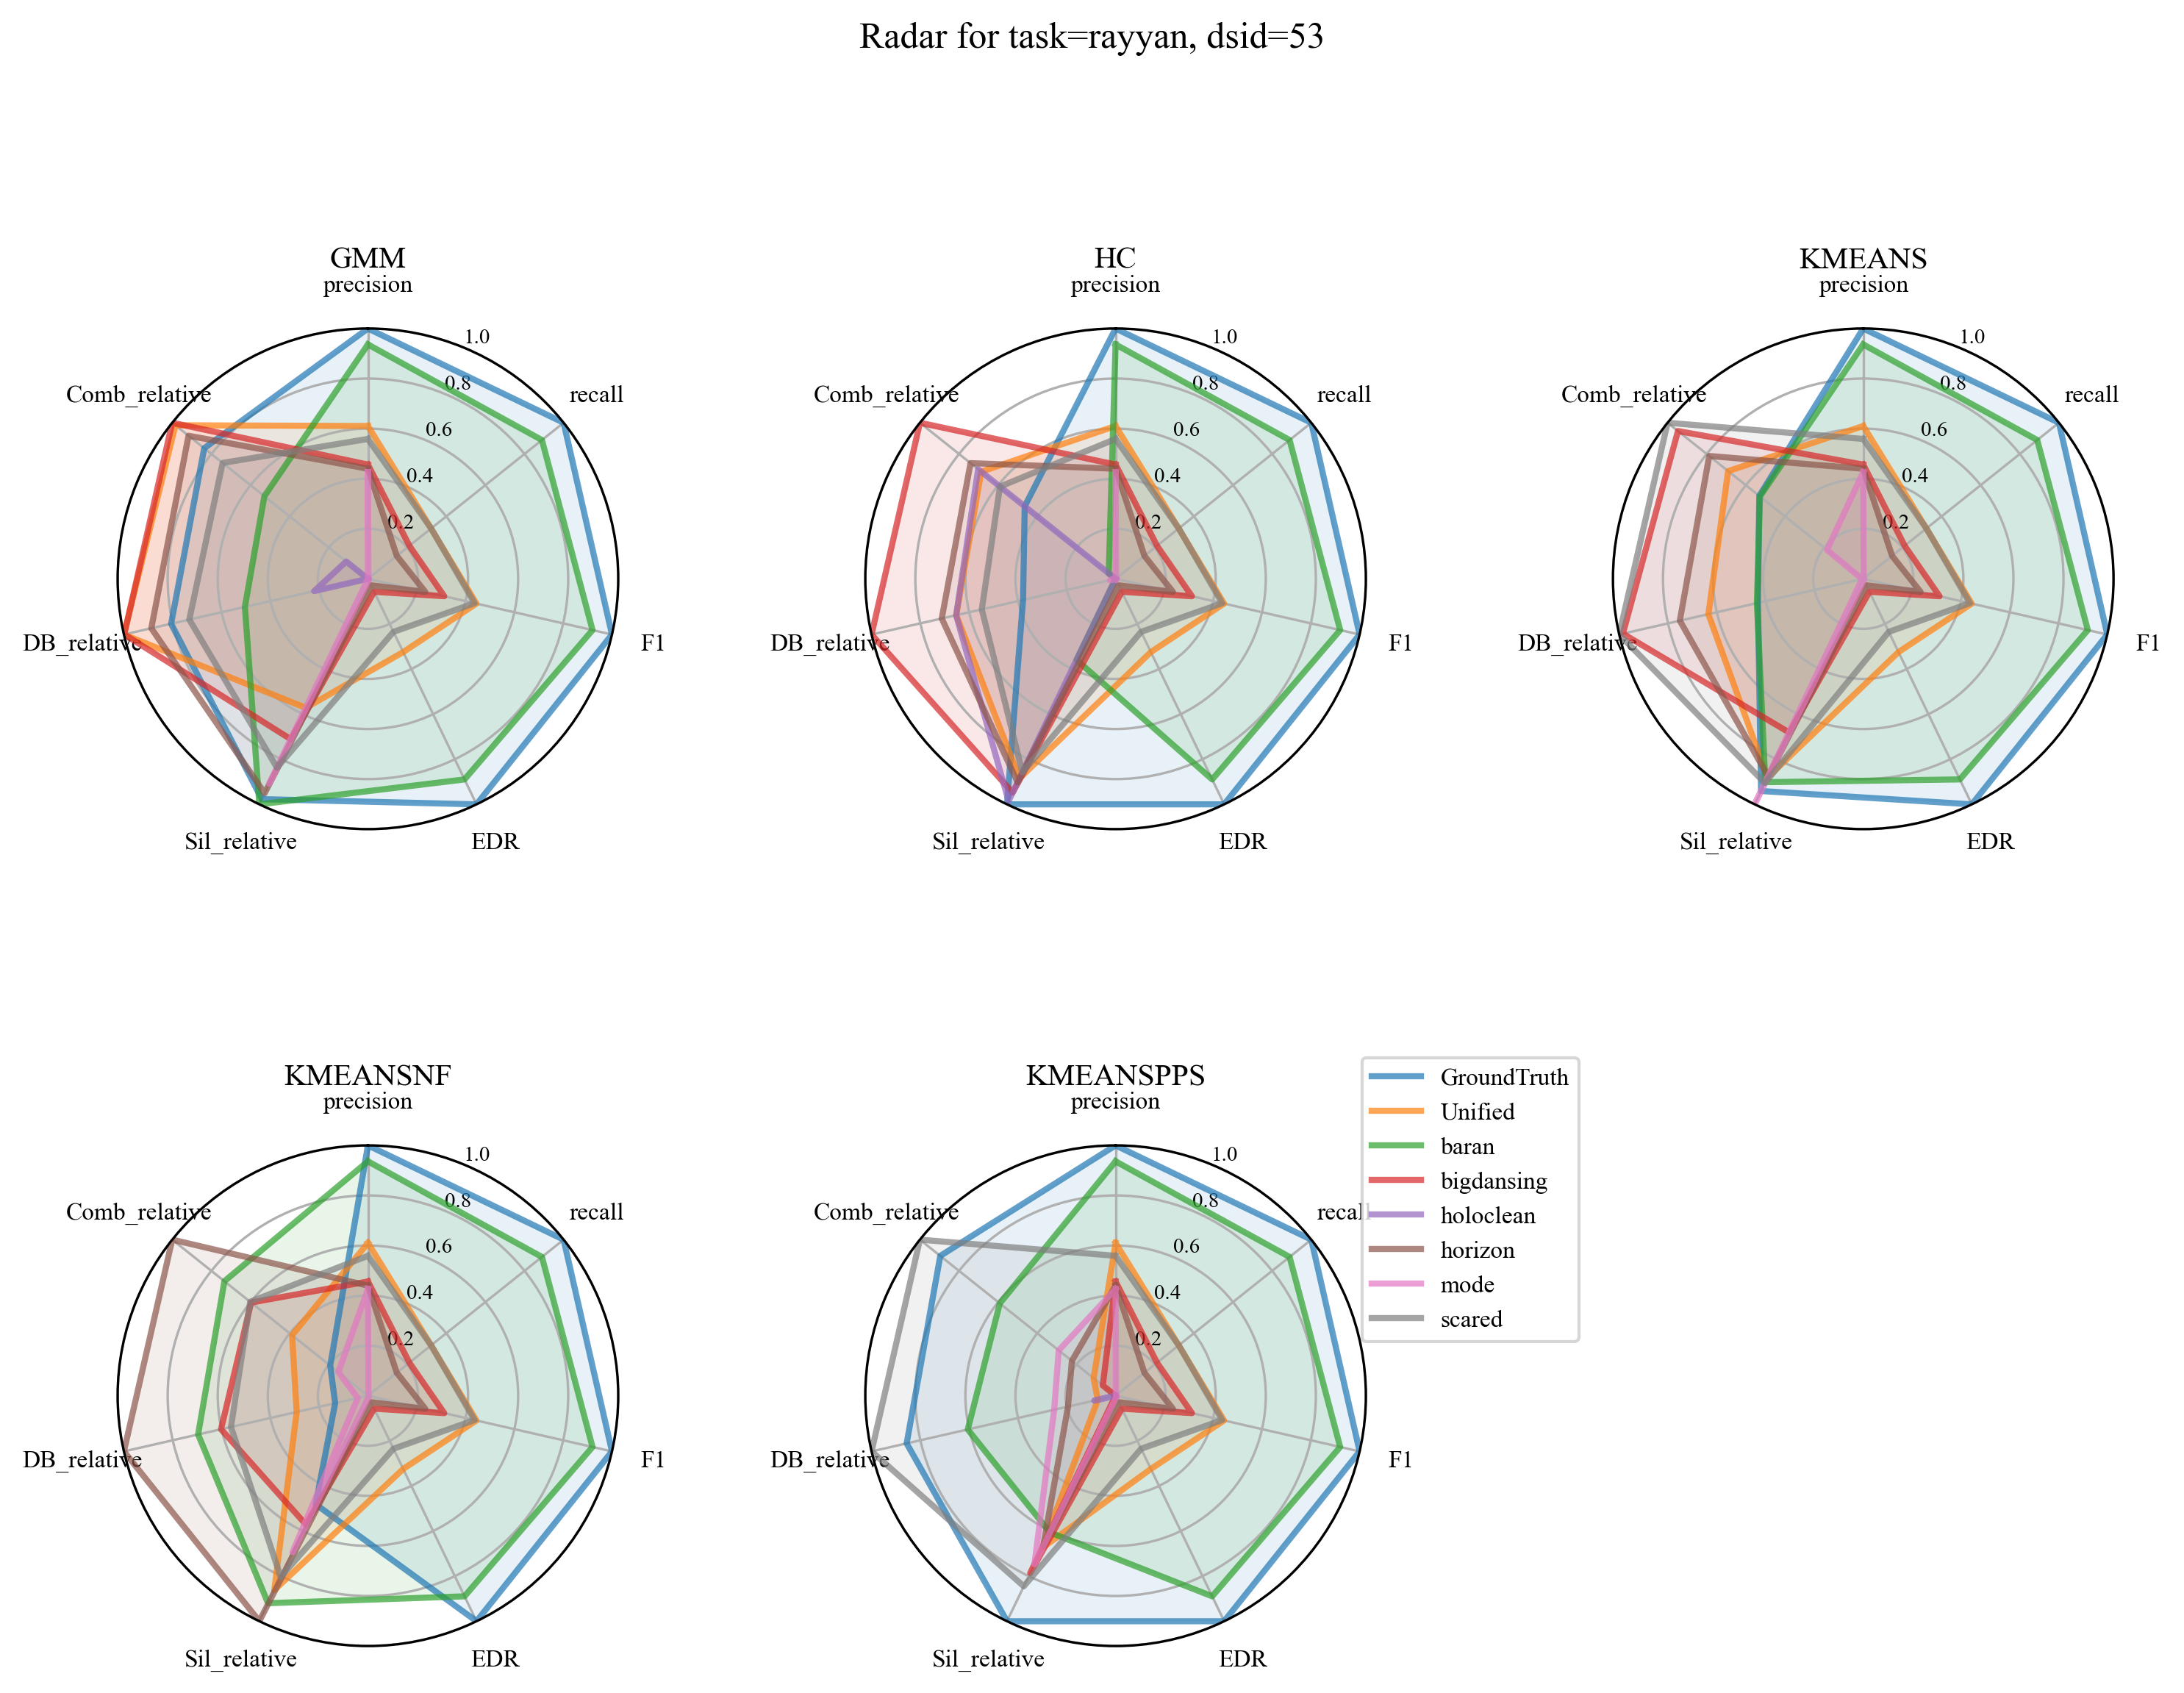 Radar for task=rayyan, dsid=53
GMM
precision
1.0
0.8
0.6
0.4
0.2
recall
Comb_relative
F1
DB_relative
Sil_relative
EDR
HC
precision
1.0
0.8
0.6
0.4
0.2
recall
Comb_relative
F1
DB_relative
Sil_relative
EDR
KMEANS
precision
1.0
0.8
0.6
0.4
0.2
recall
Comb_relative
F1
DB_relative
Sil_relative
EDR
KMEANSNF
precision
1.0
0.8
0.6
0.4
0.2
recall
Comb_relative
F1
DB_relative
Sil_relative
EDR
KMEANSPPS
precision
1.0
0.8
0.6
0.4
0.2
recall
Comb_relative
F1
DB_relative
Sil_relative
EDR
GroundTruth
Unified
baran
bigdansing
holoclean
horizon
mode
scared